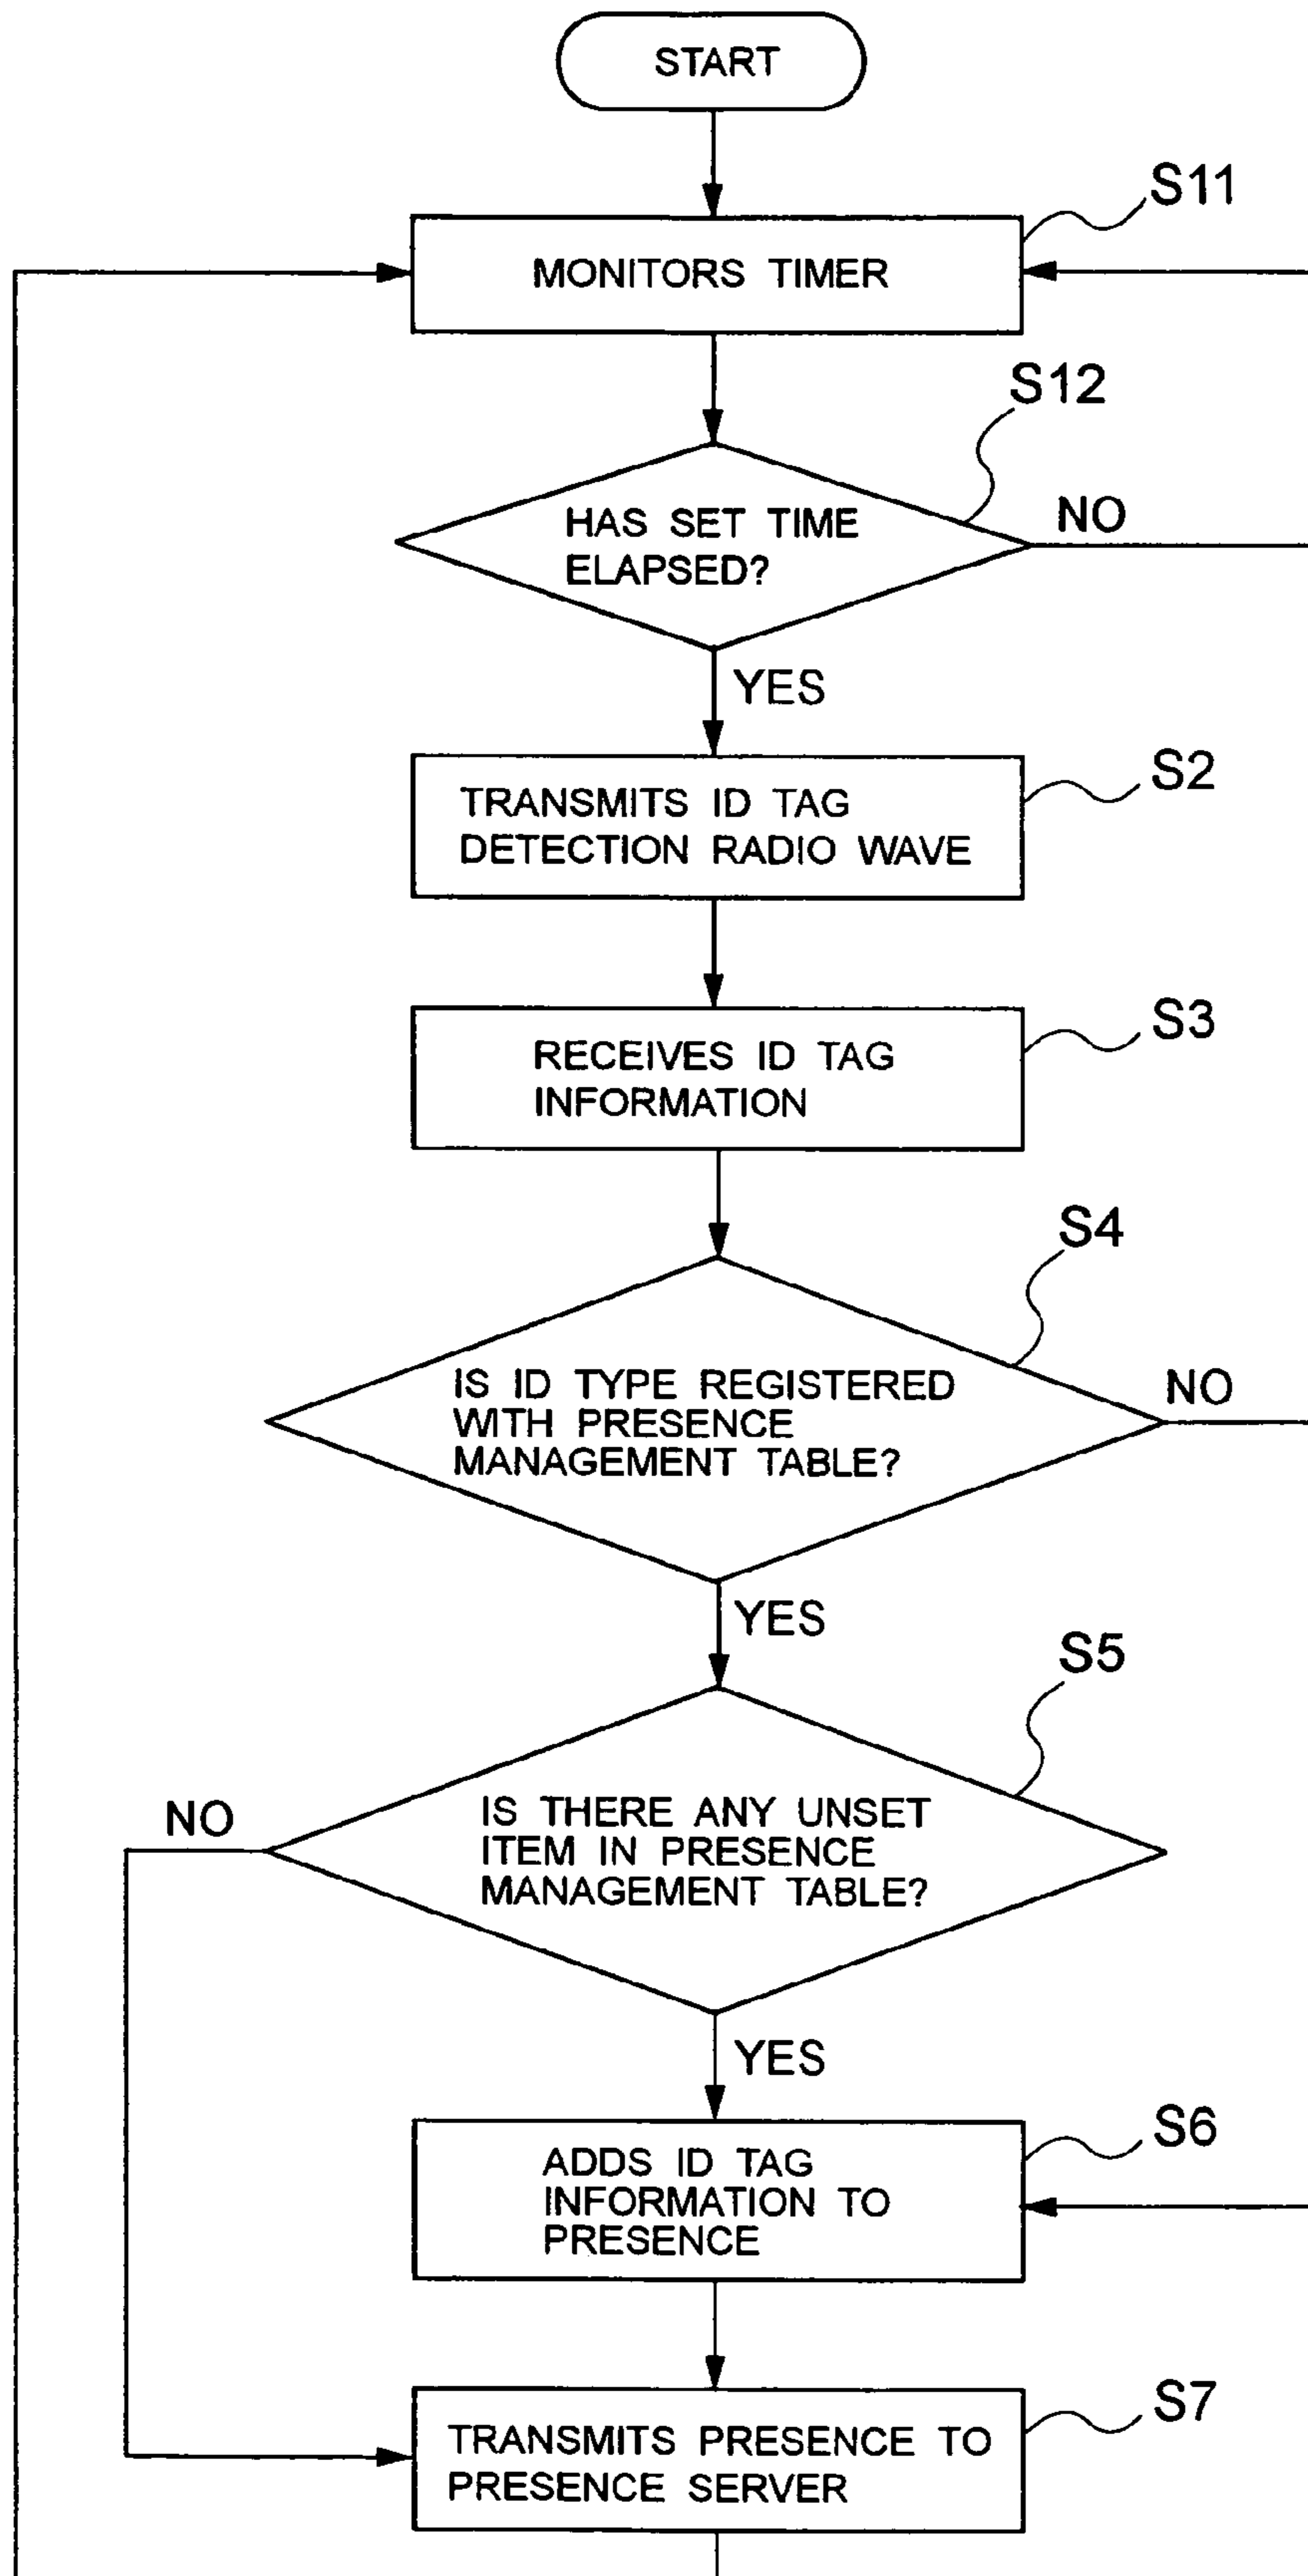 START
S11
MONITORS TIMER
S12
HAS SET TIME
ELAPSED?
NO
YES
S2
TRANSMITS ID TAG
DETECTION RADIO WAVE
S3
RECEIVES ID TAG
INFORMATION
S4
IS ID TYPE REGISTERED
WITH PRESENCE
MANAGEMENT TABLE?
NO
YES
S5
NO
IS THERE ANY UNSET
ITEM IN PRESENCE
MANAGEMENT TABLE?
YES
S6
ADDS ID TAG
INFORMATION TO
PRESENCE
S7
TRANSMITS PRESENCE TO
PRESENCE SERVER